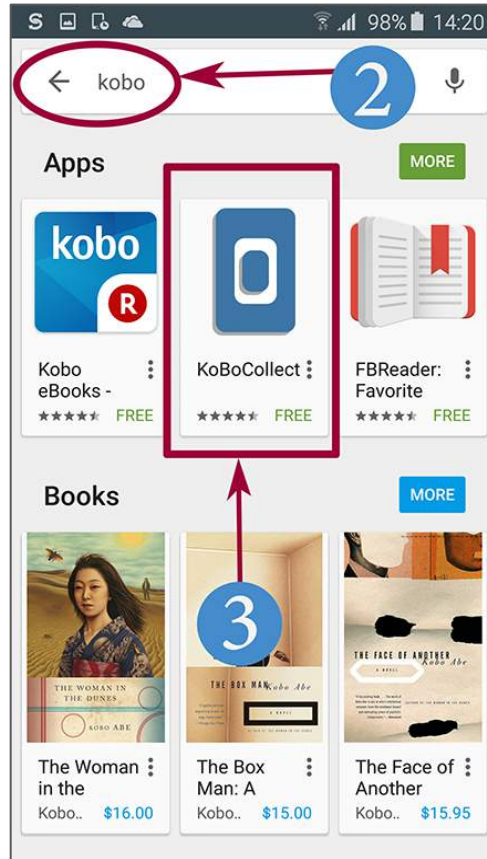 S 98% 14:20
kobo
2
Apps MORE
kobo
R
Kobo eBooks -
FREE
KoBoCollect
FREE
FBReader: Favorite
FREE
3
Books MORE
THE WOMAN IN
THE DUNES
KOBO ABE
THE BOX MAN Kobo Abe
A NOVEL
THE FACE OF ANOTHER
Kobo Abe
A NOVEL
The Woman
in the
Kobo.. $16.00
The Box
Man: A
Kobo.. $15.00
The Face of
Another
Kobo.. $15.95